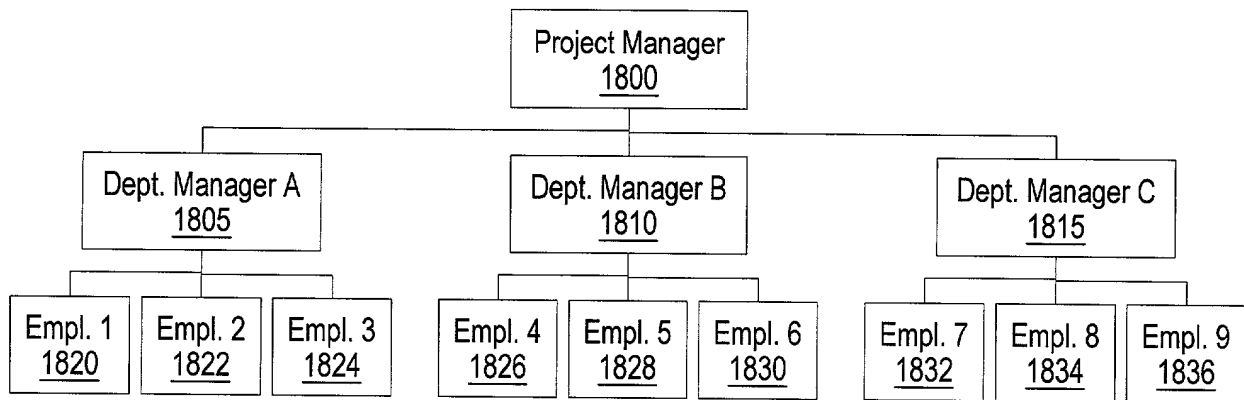 Project Manager
1800
Dept. Manager A
1805
Dept. Manager B
1810
Dept. Manager C
1815
Empl. 1
1820
Empl. 2
1822
Empl. 3
1824
Empl. 4
1826
Empl. 5
1828
Empl. 6
1830
Empl. 7
1832
Empl. 8
1834
Empl. 9
1836